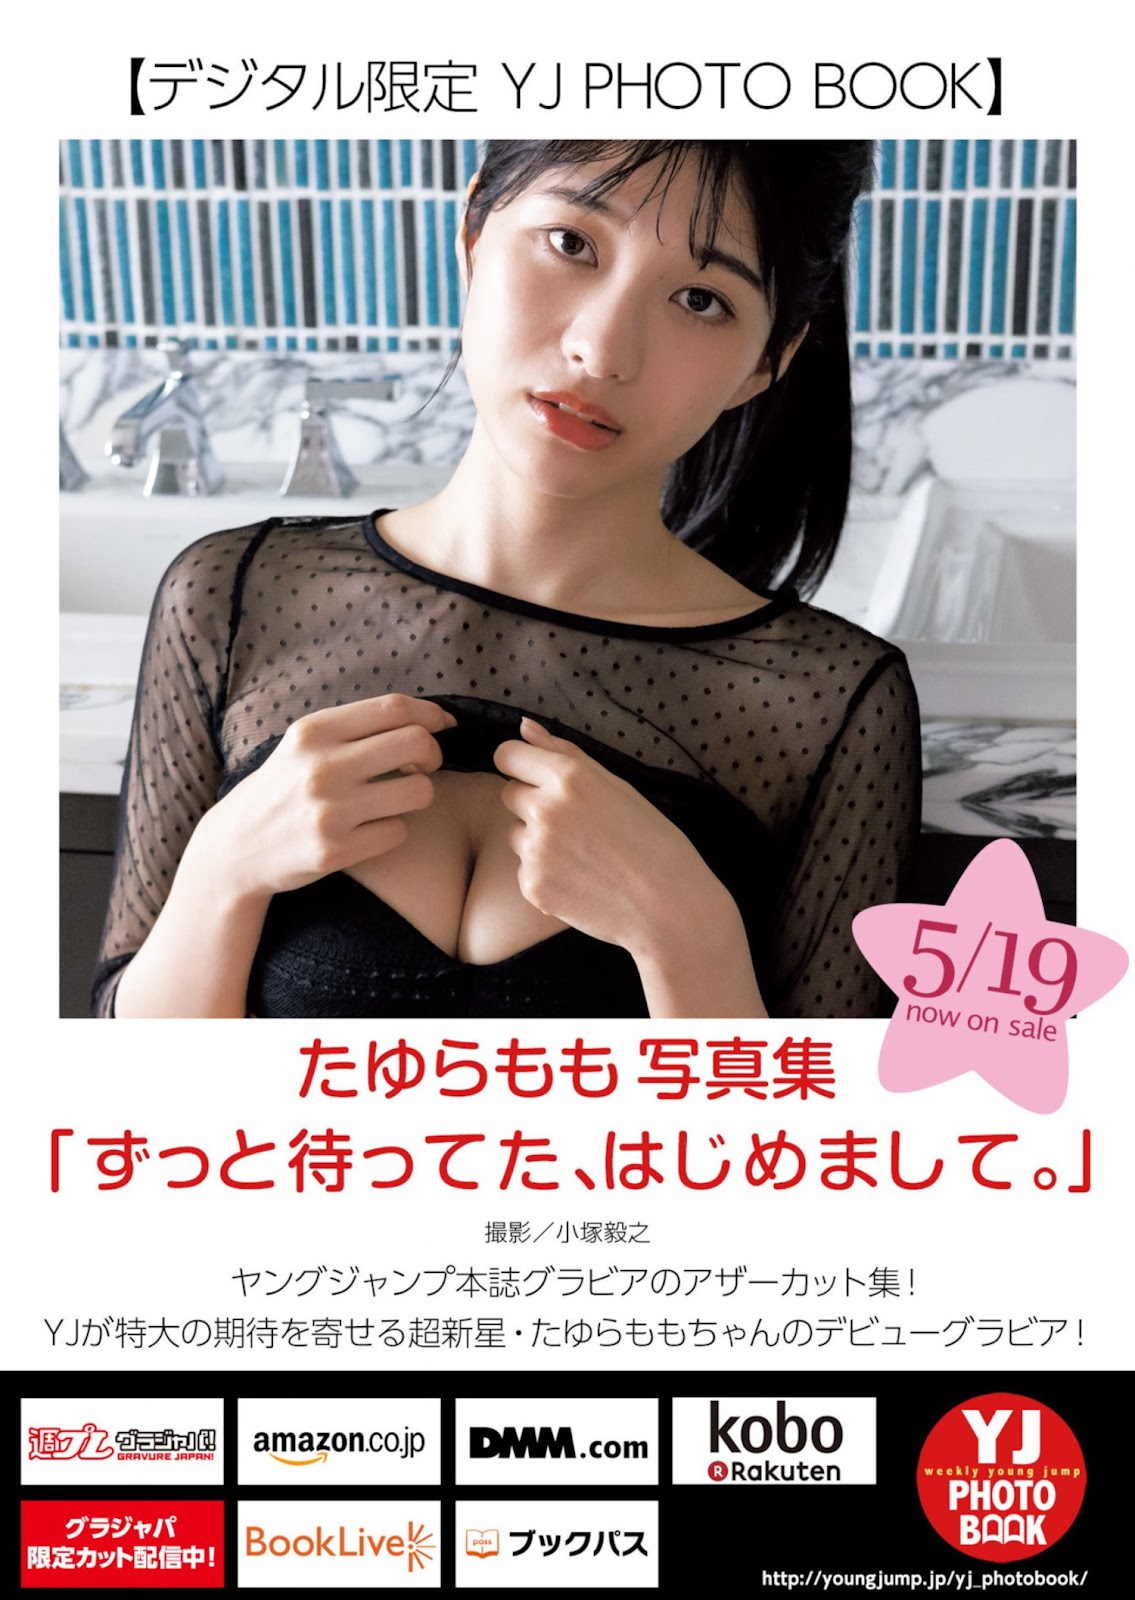 【デジタル限定 YJ PHOTO BOOK】
5/19
now on sale
たゆらもも 写真集
「ずっと待ってた、はじめまして。」
撮影／小塚毅之
ヤングジャンプ本誌グラビアのアザーカット集！
YJが特大の期待を寄せる超新星・たゆらももちゃんのデビューグラビア！
週プレ グラジャパ!
GRAVURE JAPAN!
amazon.co.jp
DMM.com
kobo
R Rakuten
グラジャパ
限定カット配信中！
BookLive!
pass
ブックパス
YJ
weekly young jump
PHOTO
BOOK
http://youngjump.jp/yj_photobook/